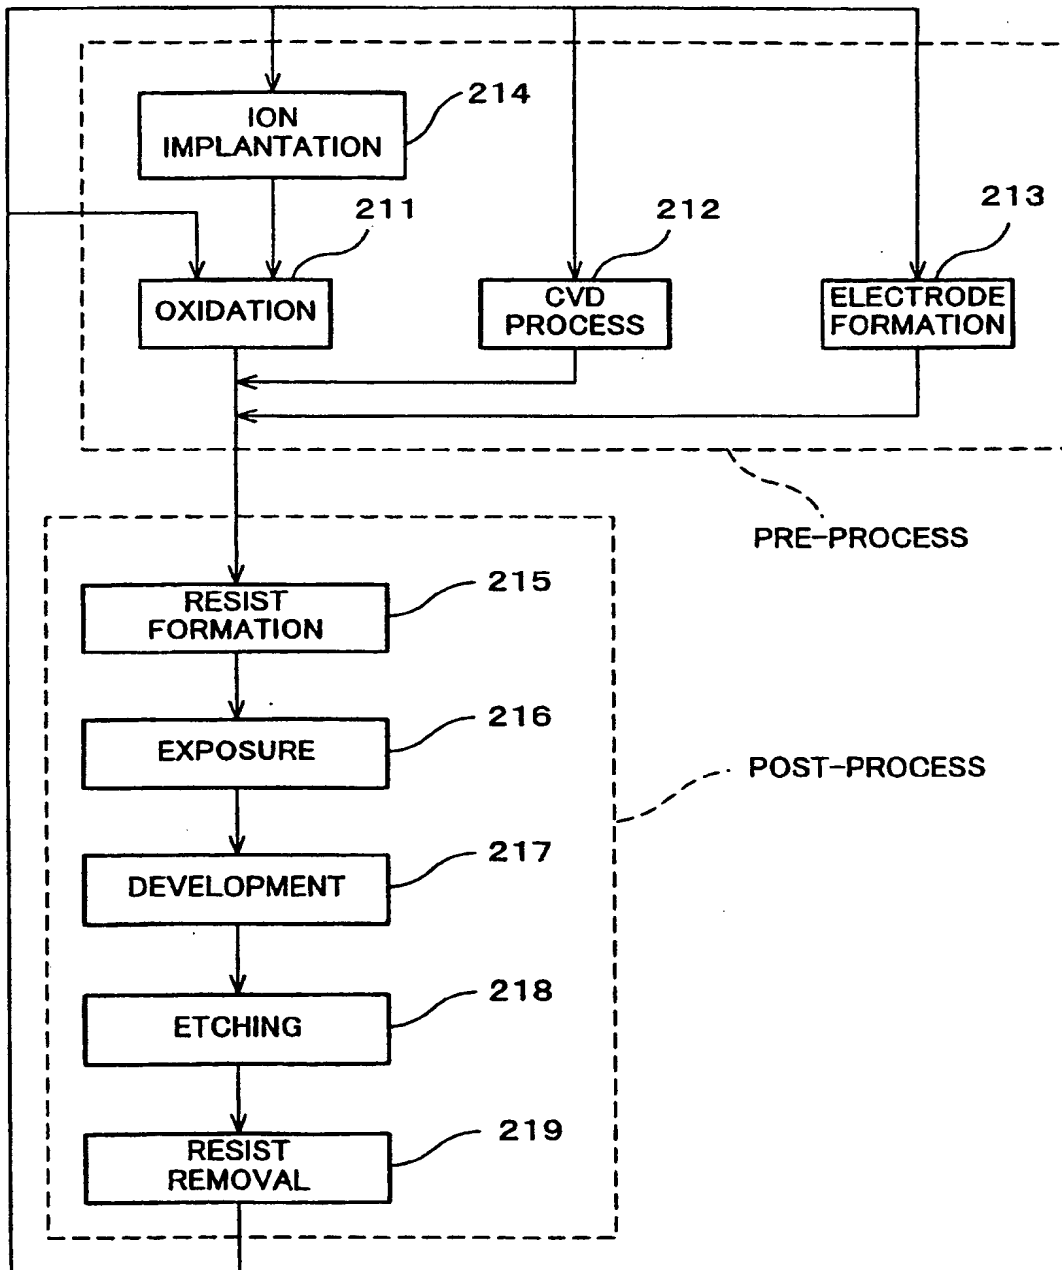 ION
IMPLANTATION
214
211
212
213
OXIDATION
CVD
PROCESS
ELECTRODE
FORMATION
PRE-PROCESS
RESIST
FORMATION
215
EXPOSURE
216
POST-PROCESS
DEVELOPMENT
217
ETCHING
218
RESIST
REMOVAL
219